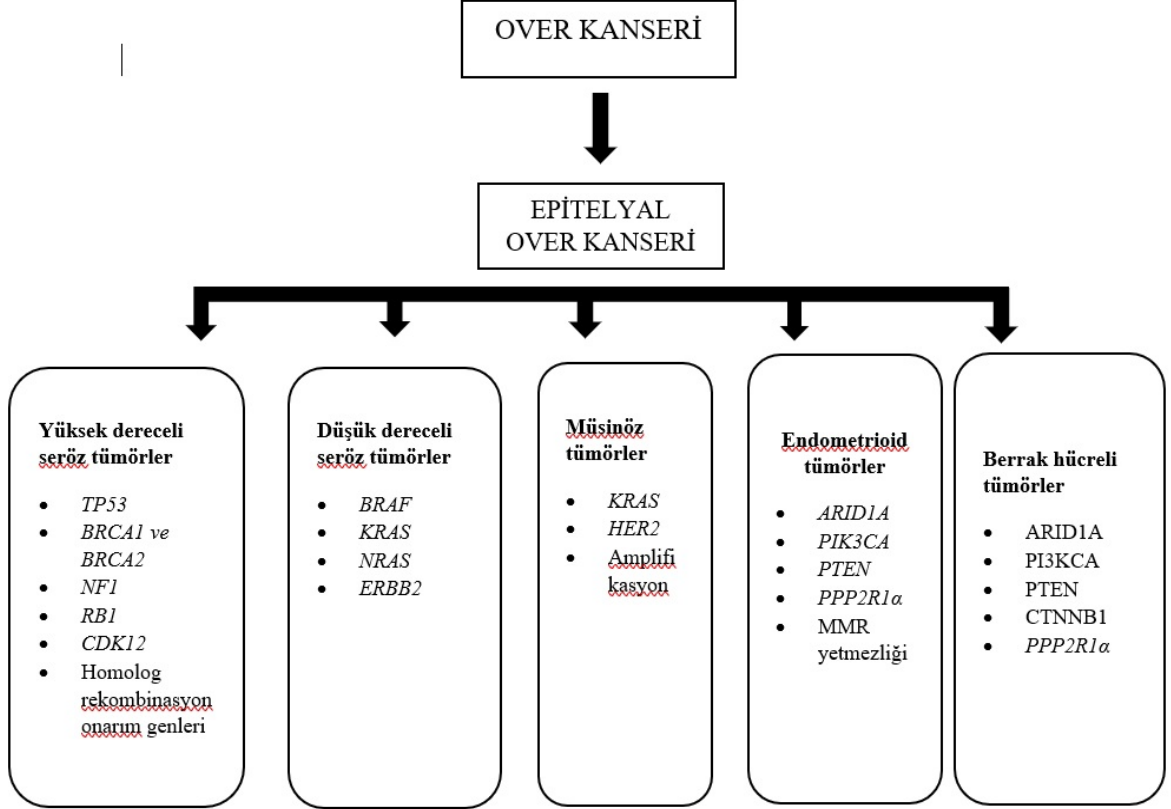 OVER KANSERİ
EPİTELYAL
OVER KANSERİ
Yüksek dereceli
seröz tümörler
• TP53
• BRCA1 ve
BRCA2
• NF1
• RB1
• CDK12
• Homolog
rekombinasyon
onarım genleri
Düşük dereceli
seröz tümörler
• BRAF
• KRAS
• NRAS
• ERBB2
Müsinöz
tümörler
• KRAS
• HER2
• Amplifi
kasyon
Endometrioid
tümörler
• ARID1A
• PIK3CA
• PTEN
• PPP2R1α
• MMR
yetmezliği
Berrak hücreli
tümörler
• ARID1A
• PI3KCA
• PTEN
• CTNNB1
• PPP2R1α